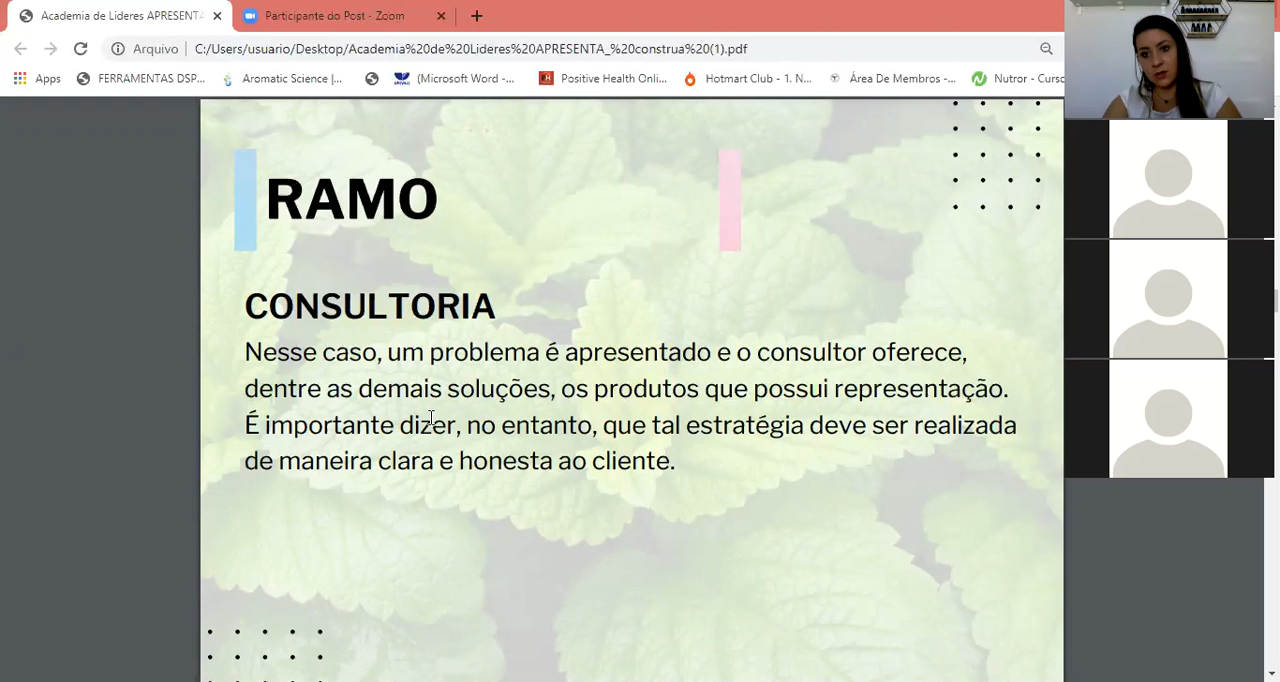 Academia de Lideres APRESENTA
Participante do Post - Zoom
Arquivo
C:/Users/usuario/Desktop/Academia%20de%20Lideres%20APRESENTA_%20construa%20(1).pdf
Apps
FERRAMENTAS DSP...
Aromatic Science |...
(Microsoft Word -...
Positive Health Onli...
Hotmart Club - 1. N...
Área De Membros -...
Nutror - Curso
RAMO
CONSULTORIA
Nesse caso, um problema é apresentado e o consultor oferece,
dentre as demais soluções, os produtos que possui representação.
É importante dizer, no entanto, que tal estratégia deve ser realizada
de maneira clara e honesta ao cliente.